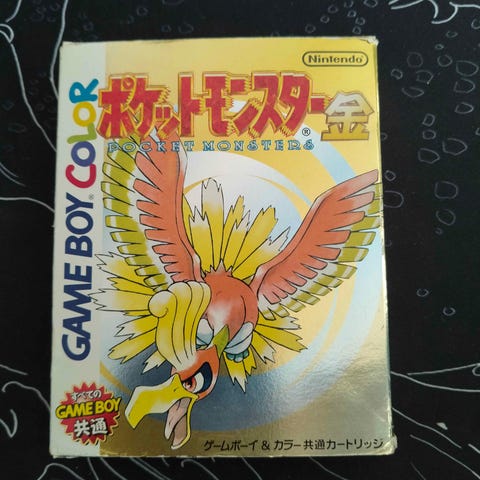 Nintendo
GAME BOY COLOR
ポケットモンスター金
POCKET MONSTERS
すべての
GAME BOY
共通
ゲームボーイ & カラー共通カートリッジ